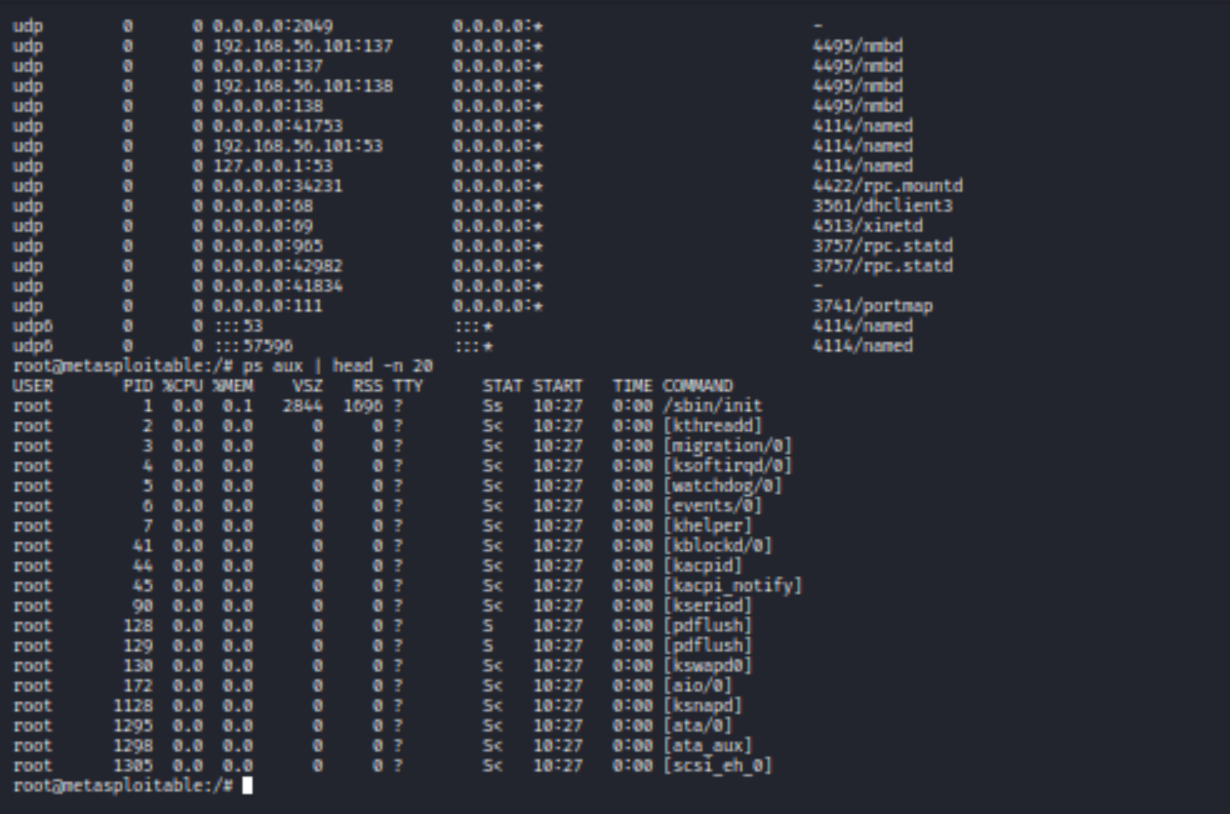 udp        0      0 0.0.0.0:2049            0.0.0.0:*                           -
udp        0      0 192.168.56.101:137      0.0.0.0:*                           4495/nmbd
udp        0      0 0.0.0.0:137             0.0.0.0:*                           4495/nmbd
udp        0      0 192.168.56.101:138      0.0.0.0:*                           4495/nmbd
udp        0      0 0.0.0.0:138             0.0.0.0:*                           4495/nmbd
udp        0      0 0.0.0.0:41753           0.0.0.0:*                           4114/named
udp        0      0 192.168.56.101:53       0.0.0.0:*                           4114/named
udp        0      0 127.0.0.1:53            0.0.0.0:*                           4114/named
udp        0      0 0.0.0.0:34231           0.0.0.0:*                           4422/rpc.mountd
udp        0      0 0.0.0.0:68              0.0.0.0:*                           3561/dhclient3
udp        0      0 0.0.0.0:69              0.0.0.0:*                           4513/xinetd
udp        0      0 0.0.0.0:965             0.0.0.0:*                           3757/rpc.statd
udp        0      0 0.0.0.0:42982           0.0.0.0:*                           3757/rpc.statd
udp        0      0 0.0.0.0:41834           0.0.0.0:*                           -
udp        0      0 0.0.0.0:111             0.0.0.0:*                           3741/portmap
udp6       0      0 :::53                   :::*                                4114/named
udp6       0      0 :::57596                :::*                                4114/named
root@metasploitable:/# ps aux | head -n 20
USER       PID %CPU %MEM    VSZ   RSS TTY      STAT START   TIME COMMAND
root         1  0.0  0.1   2844  1696 ?        Ss   10:27   0:00 /sbin/init
root         2  0.0  0.0      0     0 ?        S<   10:27   0:00 [kthreadd]
root         3  0.0  0.0      0     0 ?        S<   10:27   0:00 [migration/0]
root         4  0.0  0.0      0     0 ?        S<   10:27   0:00 [ksoftirqd/0]
root         5  0.0  0.0      0     0 ?        S<   10:27   0:00 [watchdog/0]
root         6  0.0  0.0      0     0 ?        S<   10:27   0:00 [events/0]
root         7  0.0  0.0      0     0 ?        S<   10:27   0:00 [khelper]
root        41  0.0  0.0      0     0 ?        S<   10:27   0:00 [kblockd/0]
root        44  0.0  0.0      0     0 ?        S<   10:27   0:00 [kacpid]
root        45  0.0  0.0      0     0 ?        S<   10:27   0:00 [kacpi_notify]
root        90  0.0  0.0      0     0 ?        S<   10:27   0:00 [kseriod]
root       128  0.0  0.0      0     0 ?        S    10:27   0:00 [pdflush]
root       129  0.0  0.0      0     0 ?        S    10:27   0:00 [pdflush]
root       130  0.0  0.0      0     0 ?        S<   10:27   0:00 [kswapd0]
root       172  0.0  0.0      0     0 ?        S<   10:27   0:00 [aio/0]
root      1128  0.0  0.0      0     0 ?        S<   10:27   0:00 [ksnapd]
root      1295  0.0  0.0      0     0 ?        S<   10:27   0:00 [ata/0]
root      1298  0.0  0.0      0     0 ?        S<   10:27   0:00 [ata_aux]
root      1305  0.0  0.0      0     0 ?        S<   10:27   0:00 [scsi_eh_0]
root@metasploitable:/#